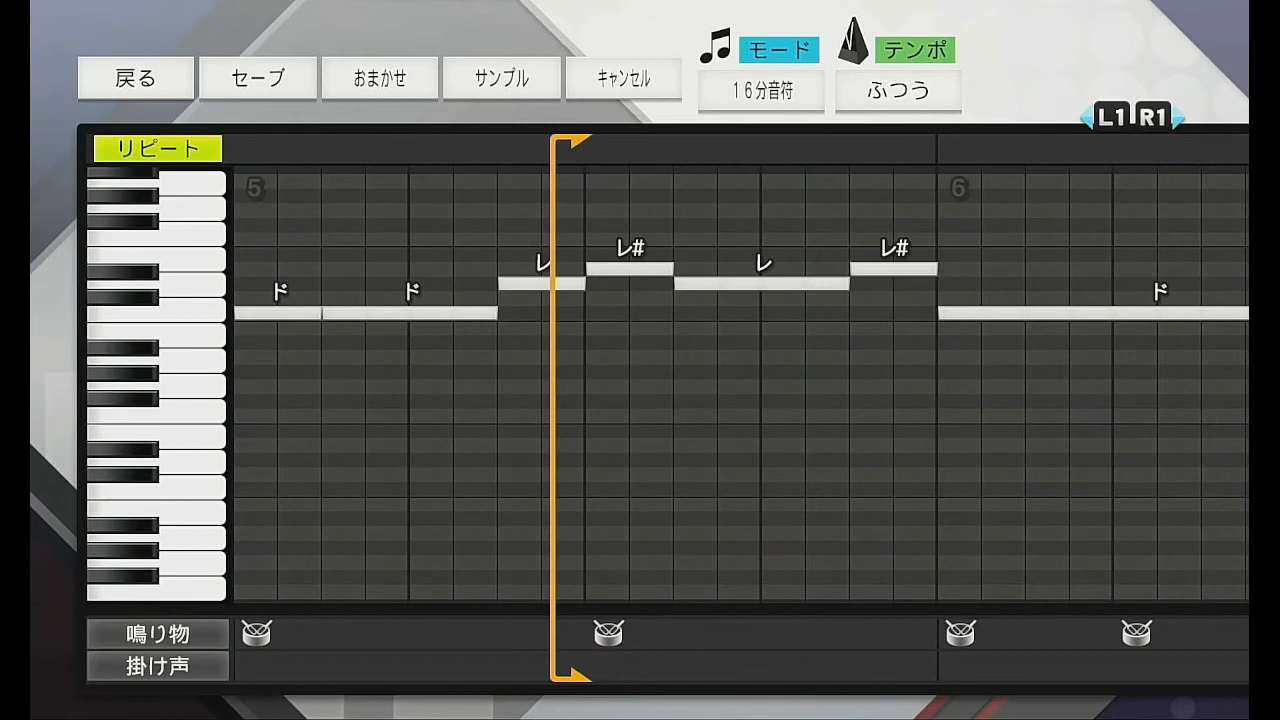 モード テンポ
戻る セーブ おまかせ サンプル キャンセル 16分音符 ふつう
L1 R1
リピート
5 6
レ# レ#
レ レ
ド ド ド
鳴り物
掛け声